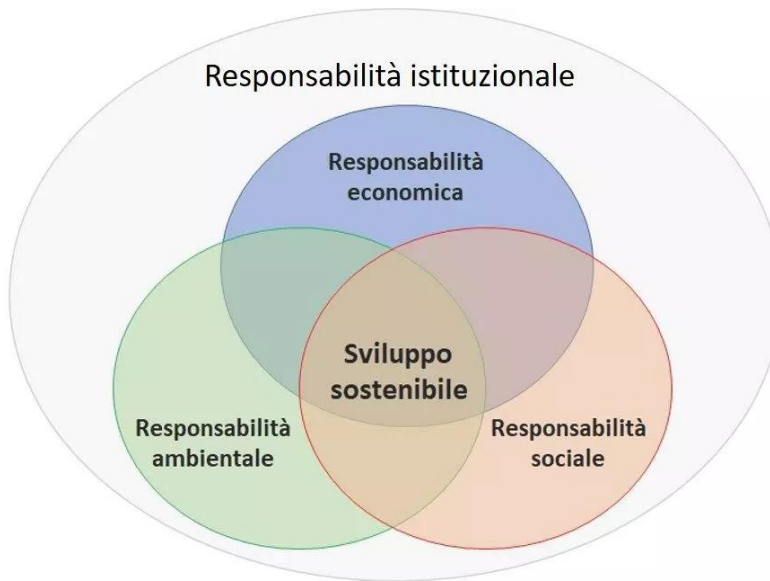 Responsabilità istituzionale
Responsabilità
economica
Sviluppo
sostenibile
Responsabilità
ambientale
Responsabilità
sociale